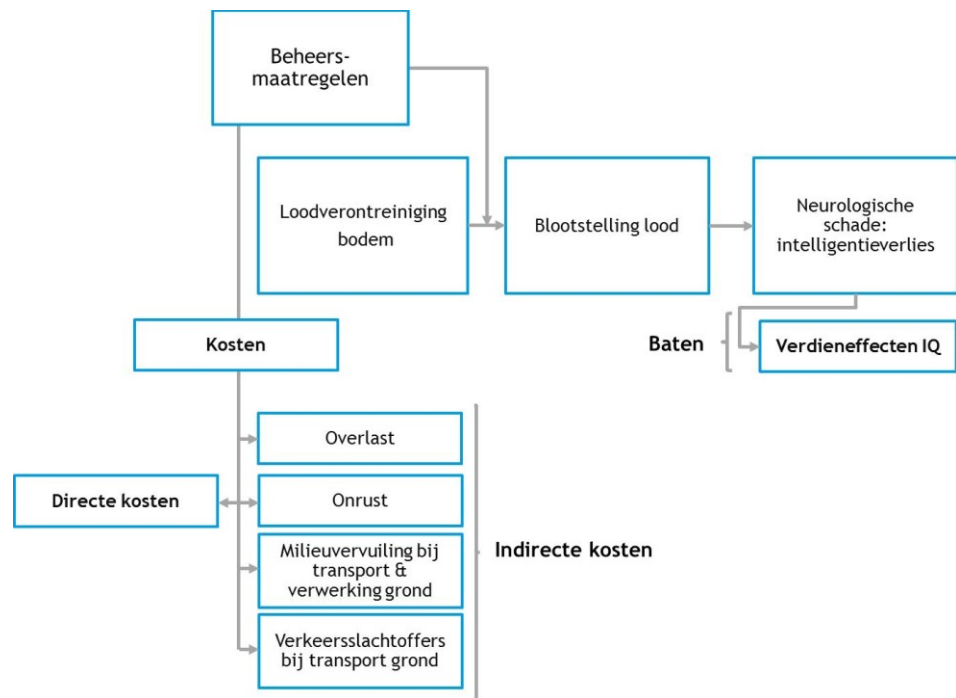 Beheers-
maatregelen
Loodverontreiniging
bodem
Blootstelling lood
Neurologische
schade:
intelligentieverlies
Kosten
Baten
Verdieneffecten IQ
Overlast
Directe kosten
Onrust
Milieuvervuiling bij
transport &
verwerking grond
Indirecte kosten
Verkeersslachtoffers
bij transport grond